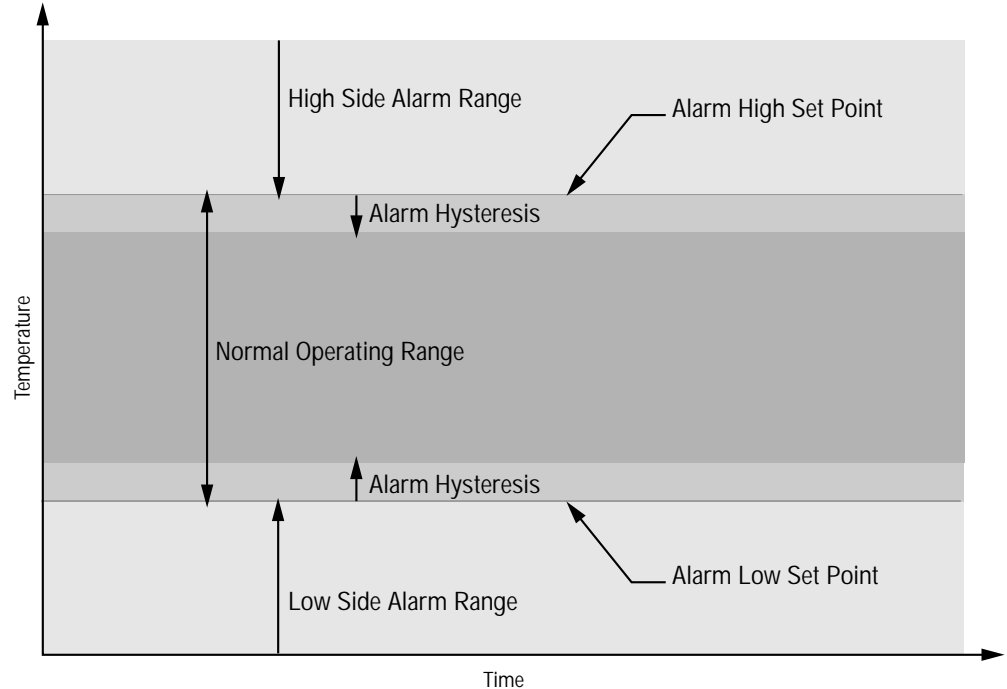 High Side Alarm Range
Alarm High Set Point
Alarm Hysteresis
Temperature
Normal Operating Range
Alarm Hysteresis
Alarm Low Set Point
Low Side Alarm Range
Time